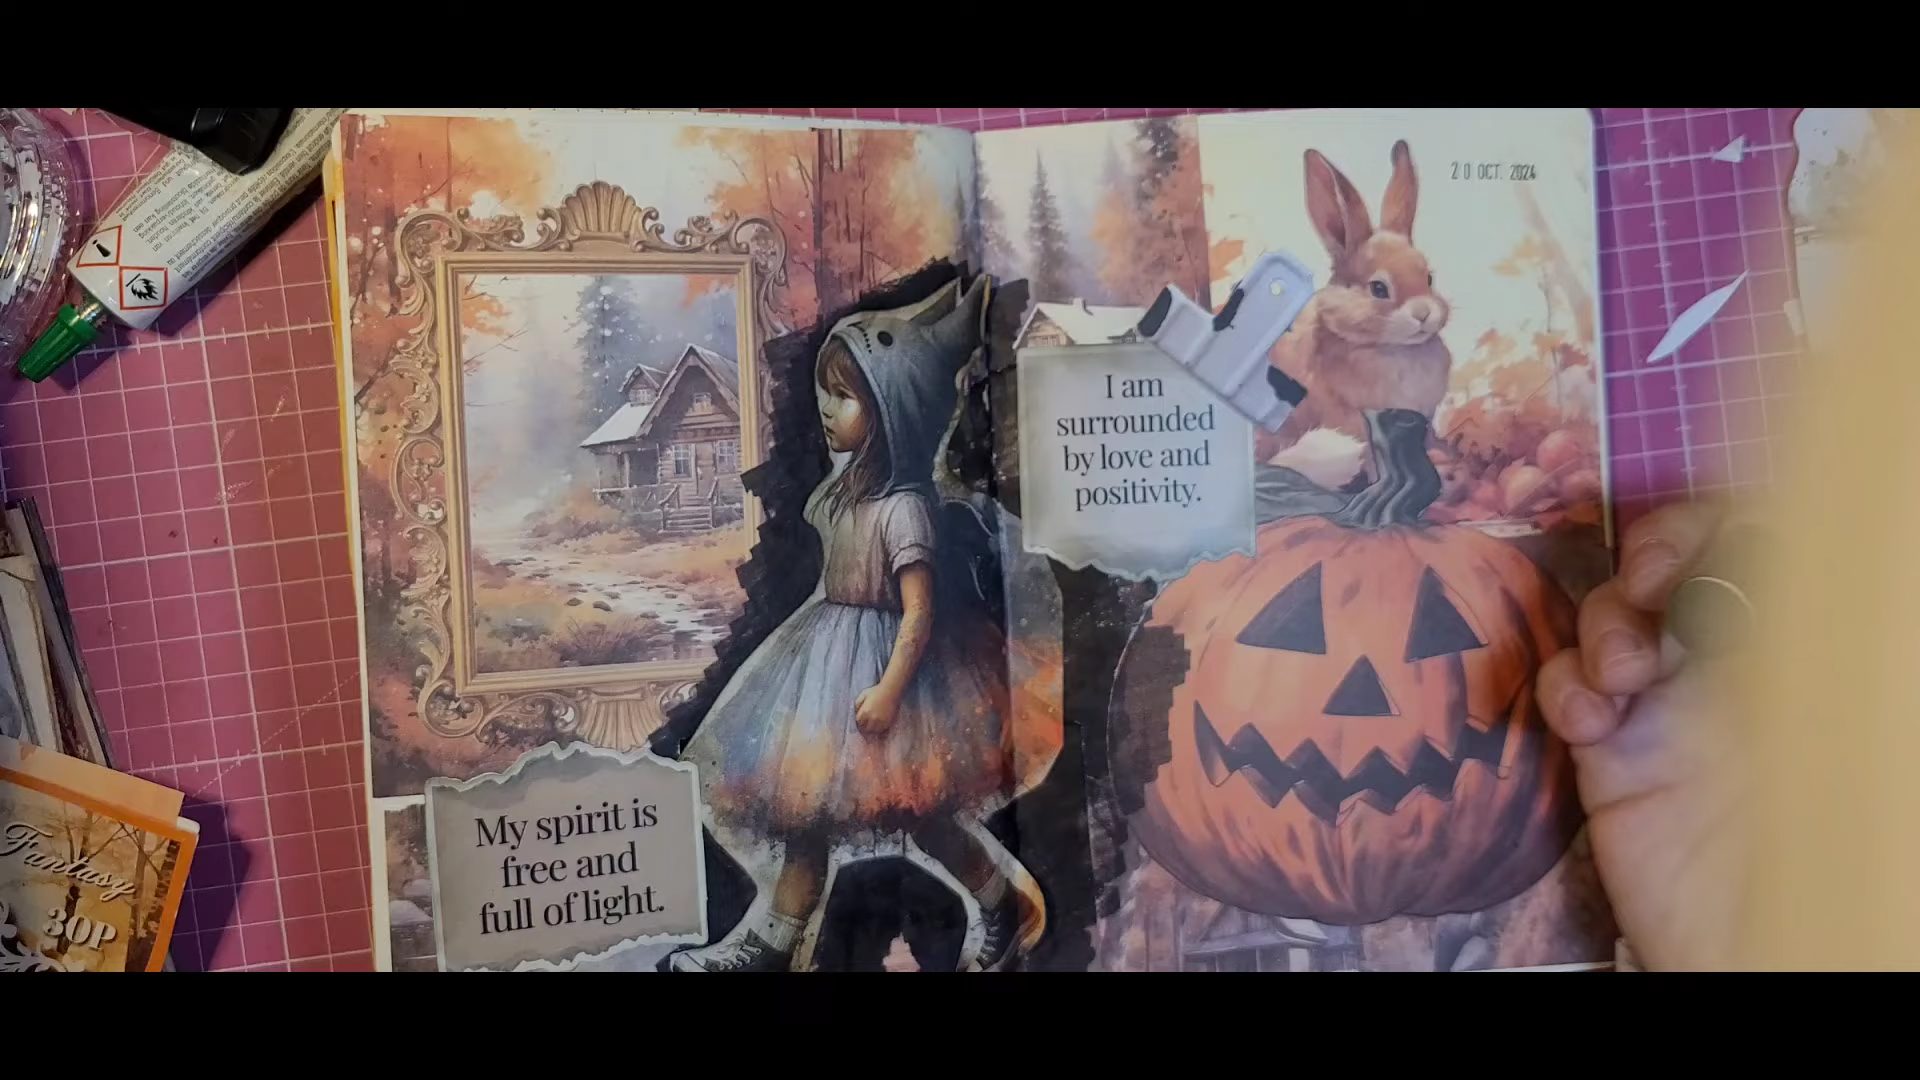 20 OCT. 2024
I am
surrounded
by love and
positivity.
My spirit is
free and
full of light.
Fantasy
30P